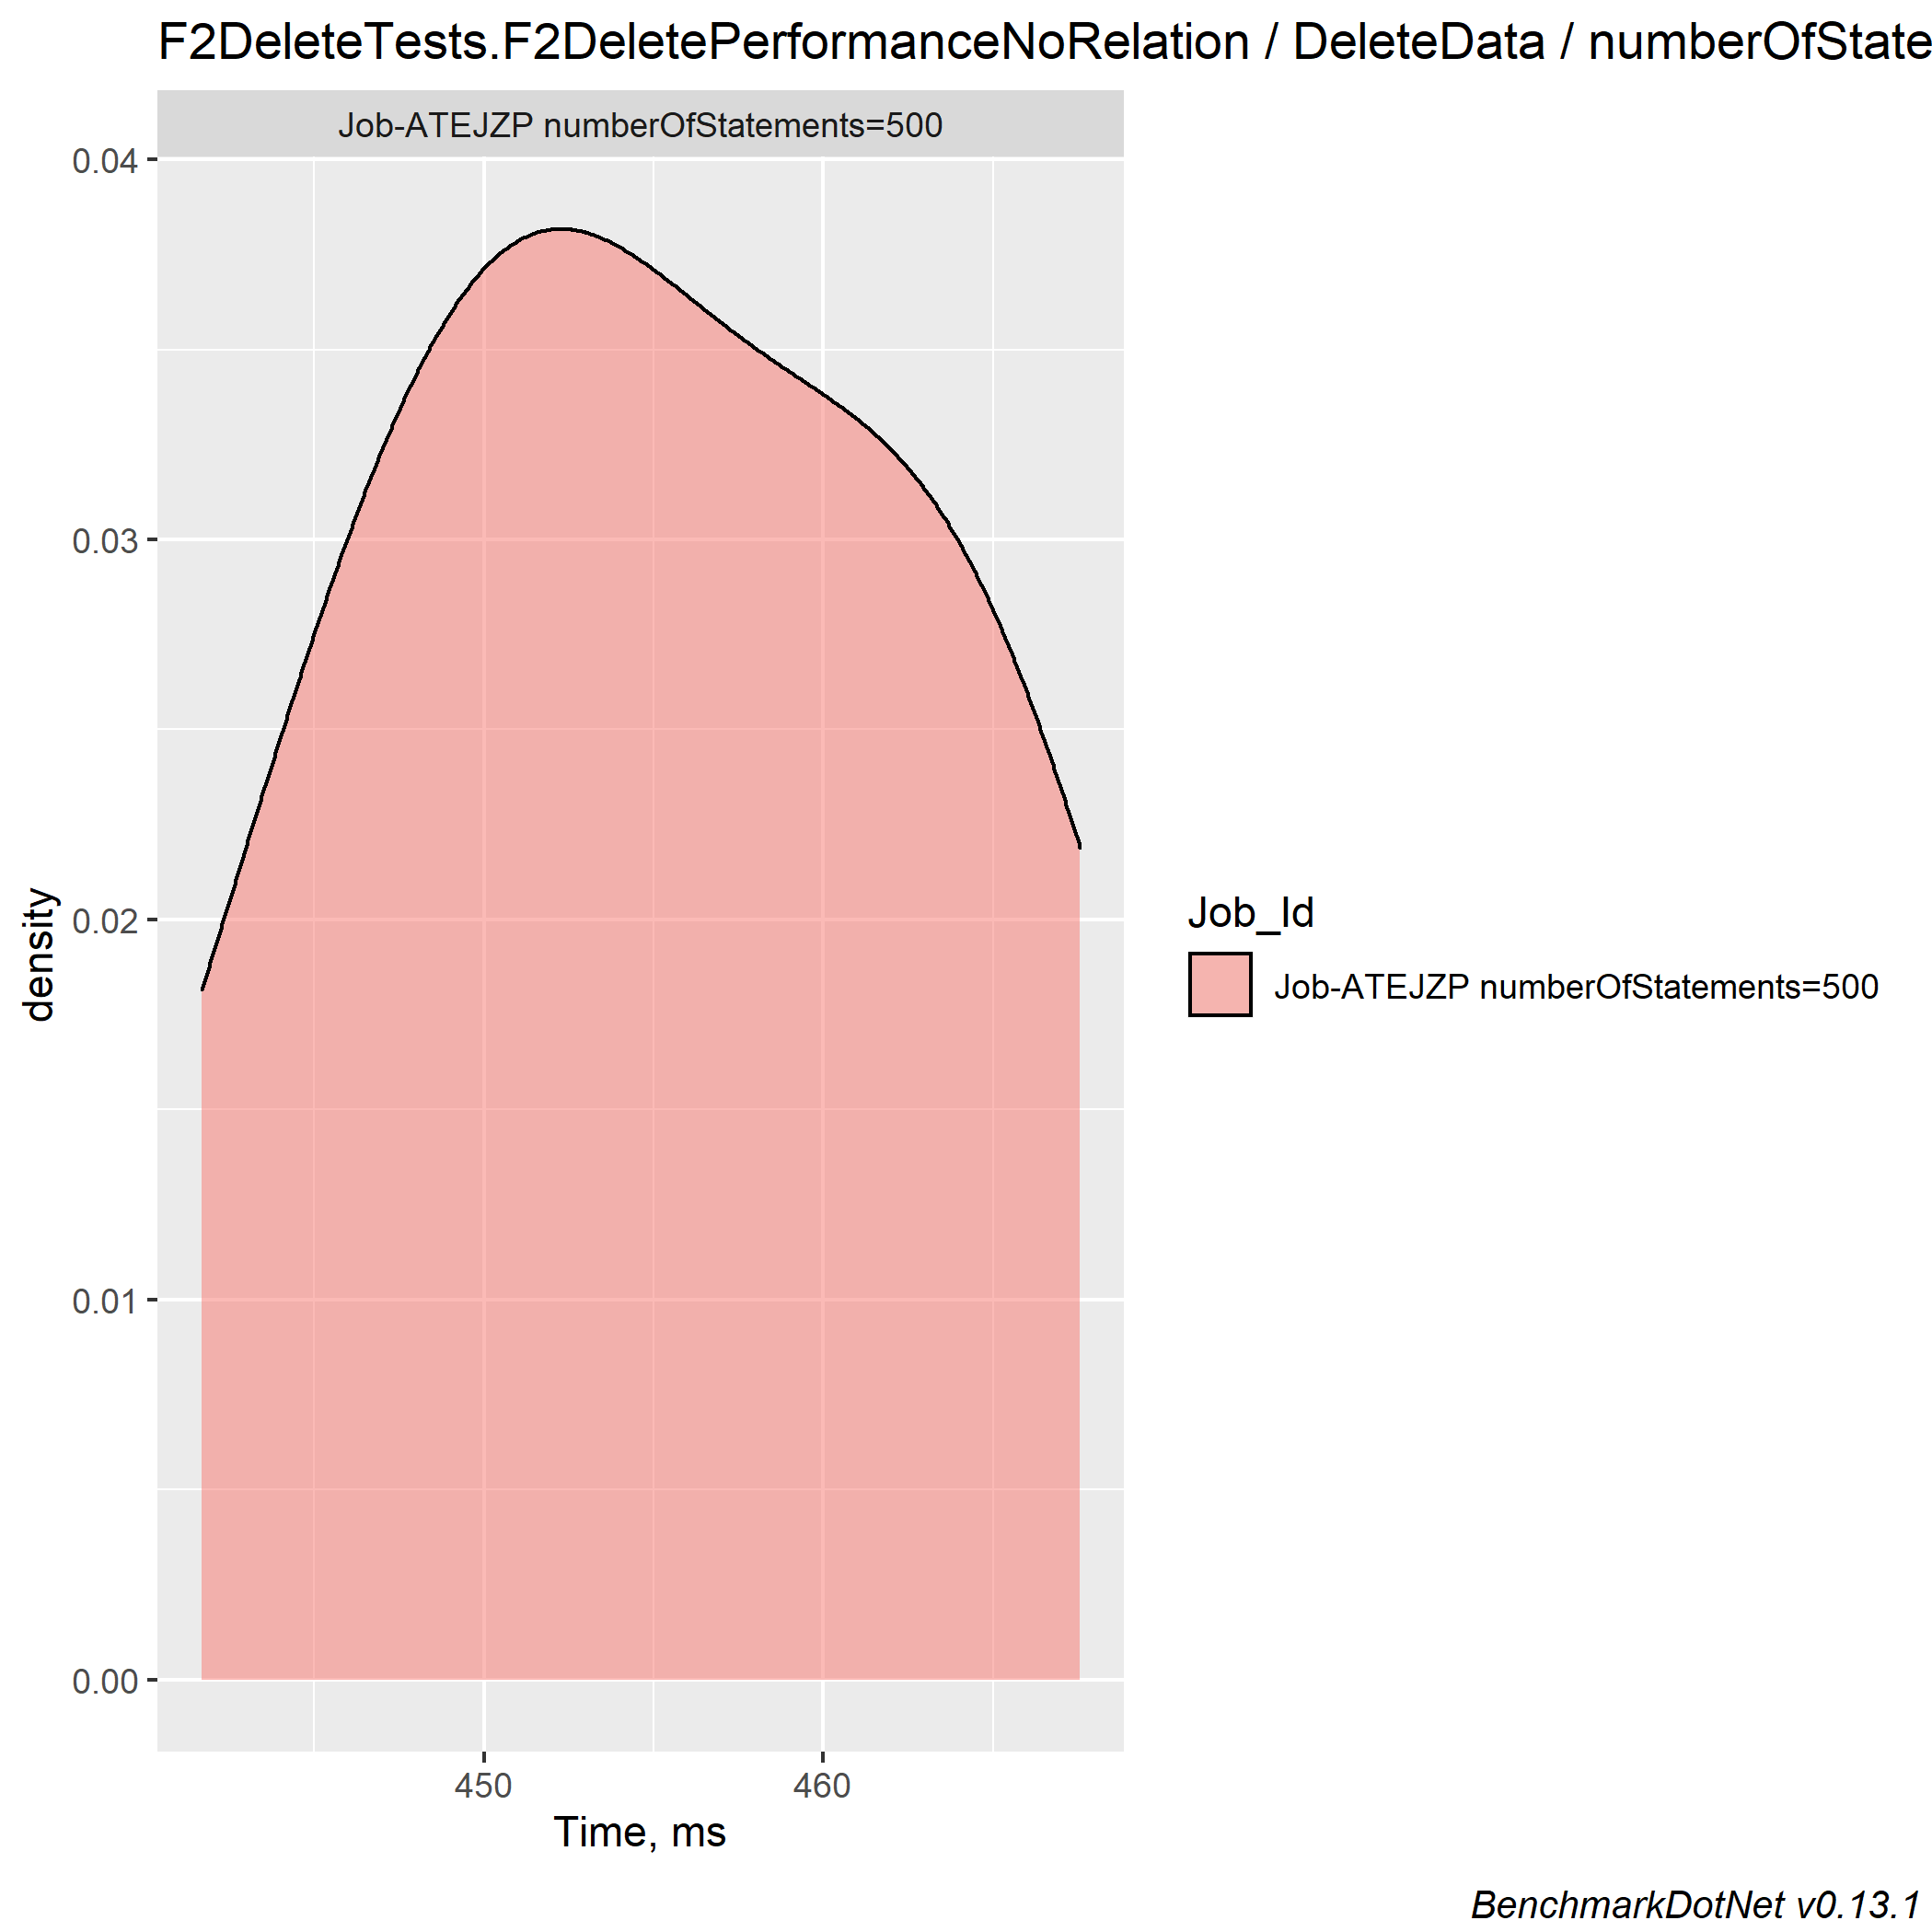 F2DeleteTests.F2DeletePerformanceNoRelation / DeleteData / numberOfState
Job-ATEJZP numberOfStatements=500
0.04
0.03
0.02
0.01
0.00
density
450
460
Time, ms
Job_Id
Job-ATEJZP numberOfStatements=500
BenchmarkDotNet v0.13.1